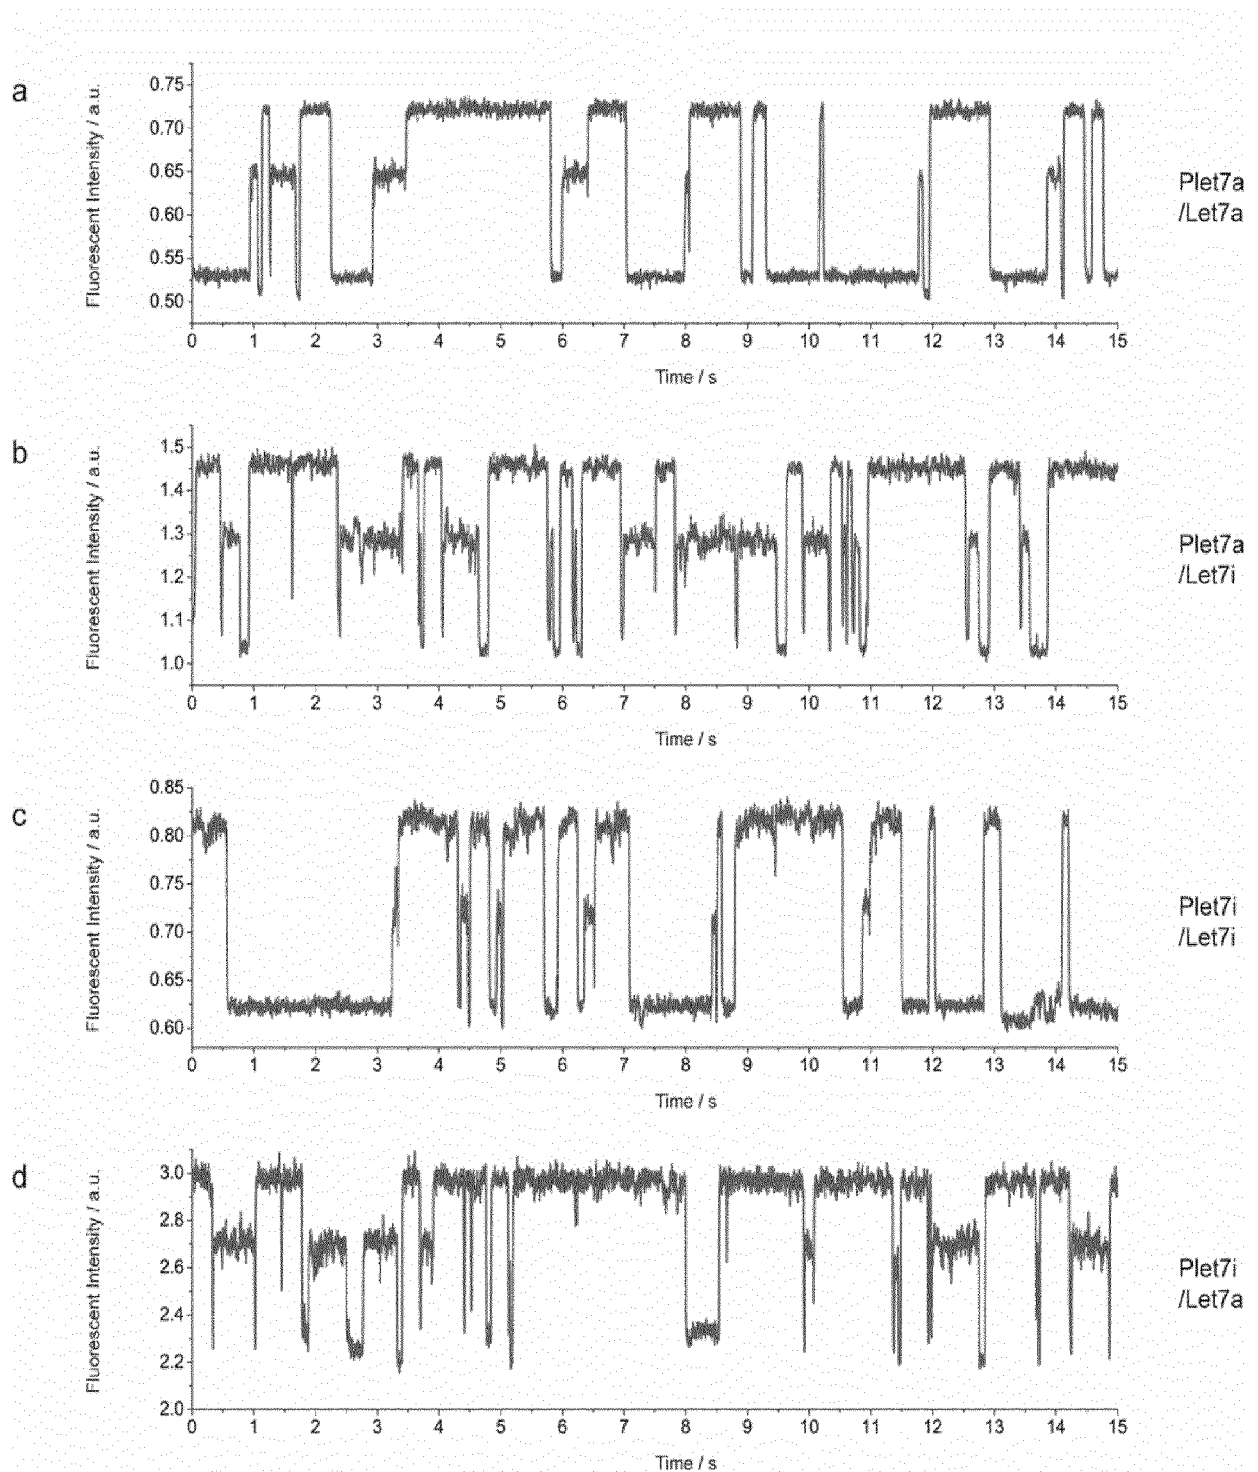 a
Fluorescent Intensity / a.u.
0.75
0.70
0.65
0.60
0.55
0.50
0 1 2 3 4 5 6 7 8 9 10 11 12 13 14 15
Time / s
Plet7a
/Let7a
b
Fluorescent Intensity / a.u.
1.5
1.4
1.3
1.2
1.1
1.0
0 1 2 3 4 5 6 7 8 9 10 11 12 13 14 15
Time / s
Plet7a
/Let7i
c
Fluorescent Intensity / a.u.
0.85
0.80
0.75
0.70
0.65
0.60
0 1 2 3 4 5 6 7 8 9 10 11 12 13 14 15
Time / s
Plet7i
/Let7i
d
Fluorescent Intensity / a.u.
3.0
2.8
2.6
2.4
2.2
2.0
0 1 2 3 4 5 6 7 8 9 10 11 12 13 14 15
Time / s
Plet7i
/Let7a